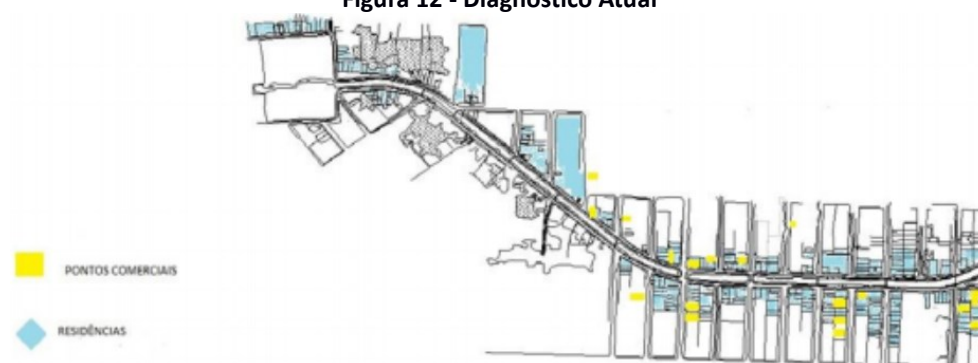 Figura 12 - Diagnóstico Atual
PONTOS COMERCIAIS
RESIDÊNCIAS